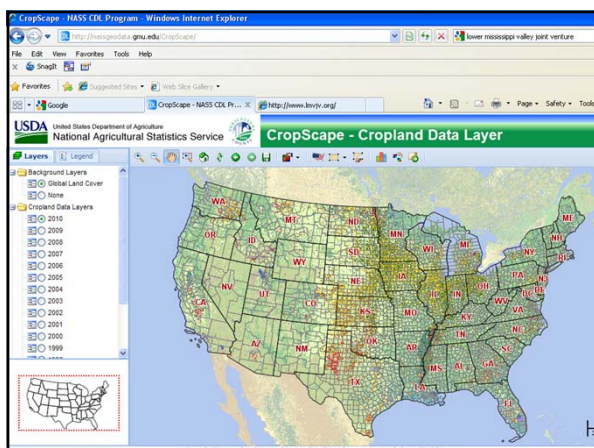 CropScape - NASS CDL Program - Windows Internet Explorer
http://nassgeodata.gmu.edu/CropScape/
lower mississippi valley joint venture
File Edit View Favorites Tools Help
x SnagIt
Favorites Suggested Sites Web Slice Gallery
Google CropScape - NASS CDL Pr... X http://www.lmvjv.org/ Page Safety Tools
USDA United States Department of Agriculture
National Agricultural Statistics Service
CropScape - Cropland Data Layer
Layers Legend
Background Layers
Global Land Cover
None
Cropland Data Layers
2010
2009
2008
2007
2006
2005
2004
2003
2002
2001
2000
1999
WA MT ND MN ME
OR ID SD WI MI NY NH
WY IA PA RI
NV UT CO NE IL IN OH NJ
CA KS MO WV VA DE
AZ NM OK AR TN KY NC
TX MS AL GA SC
LA FL